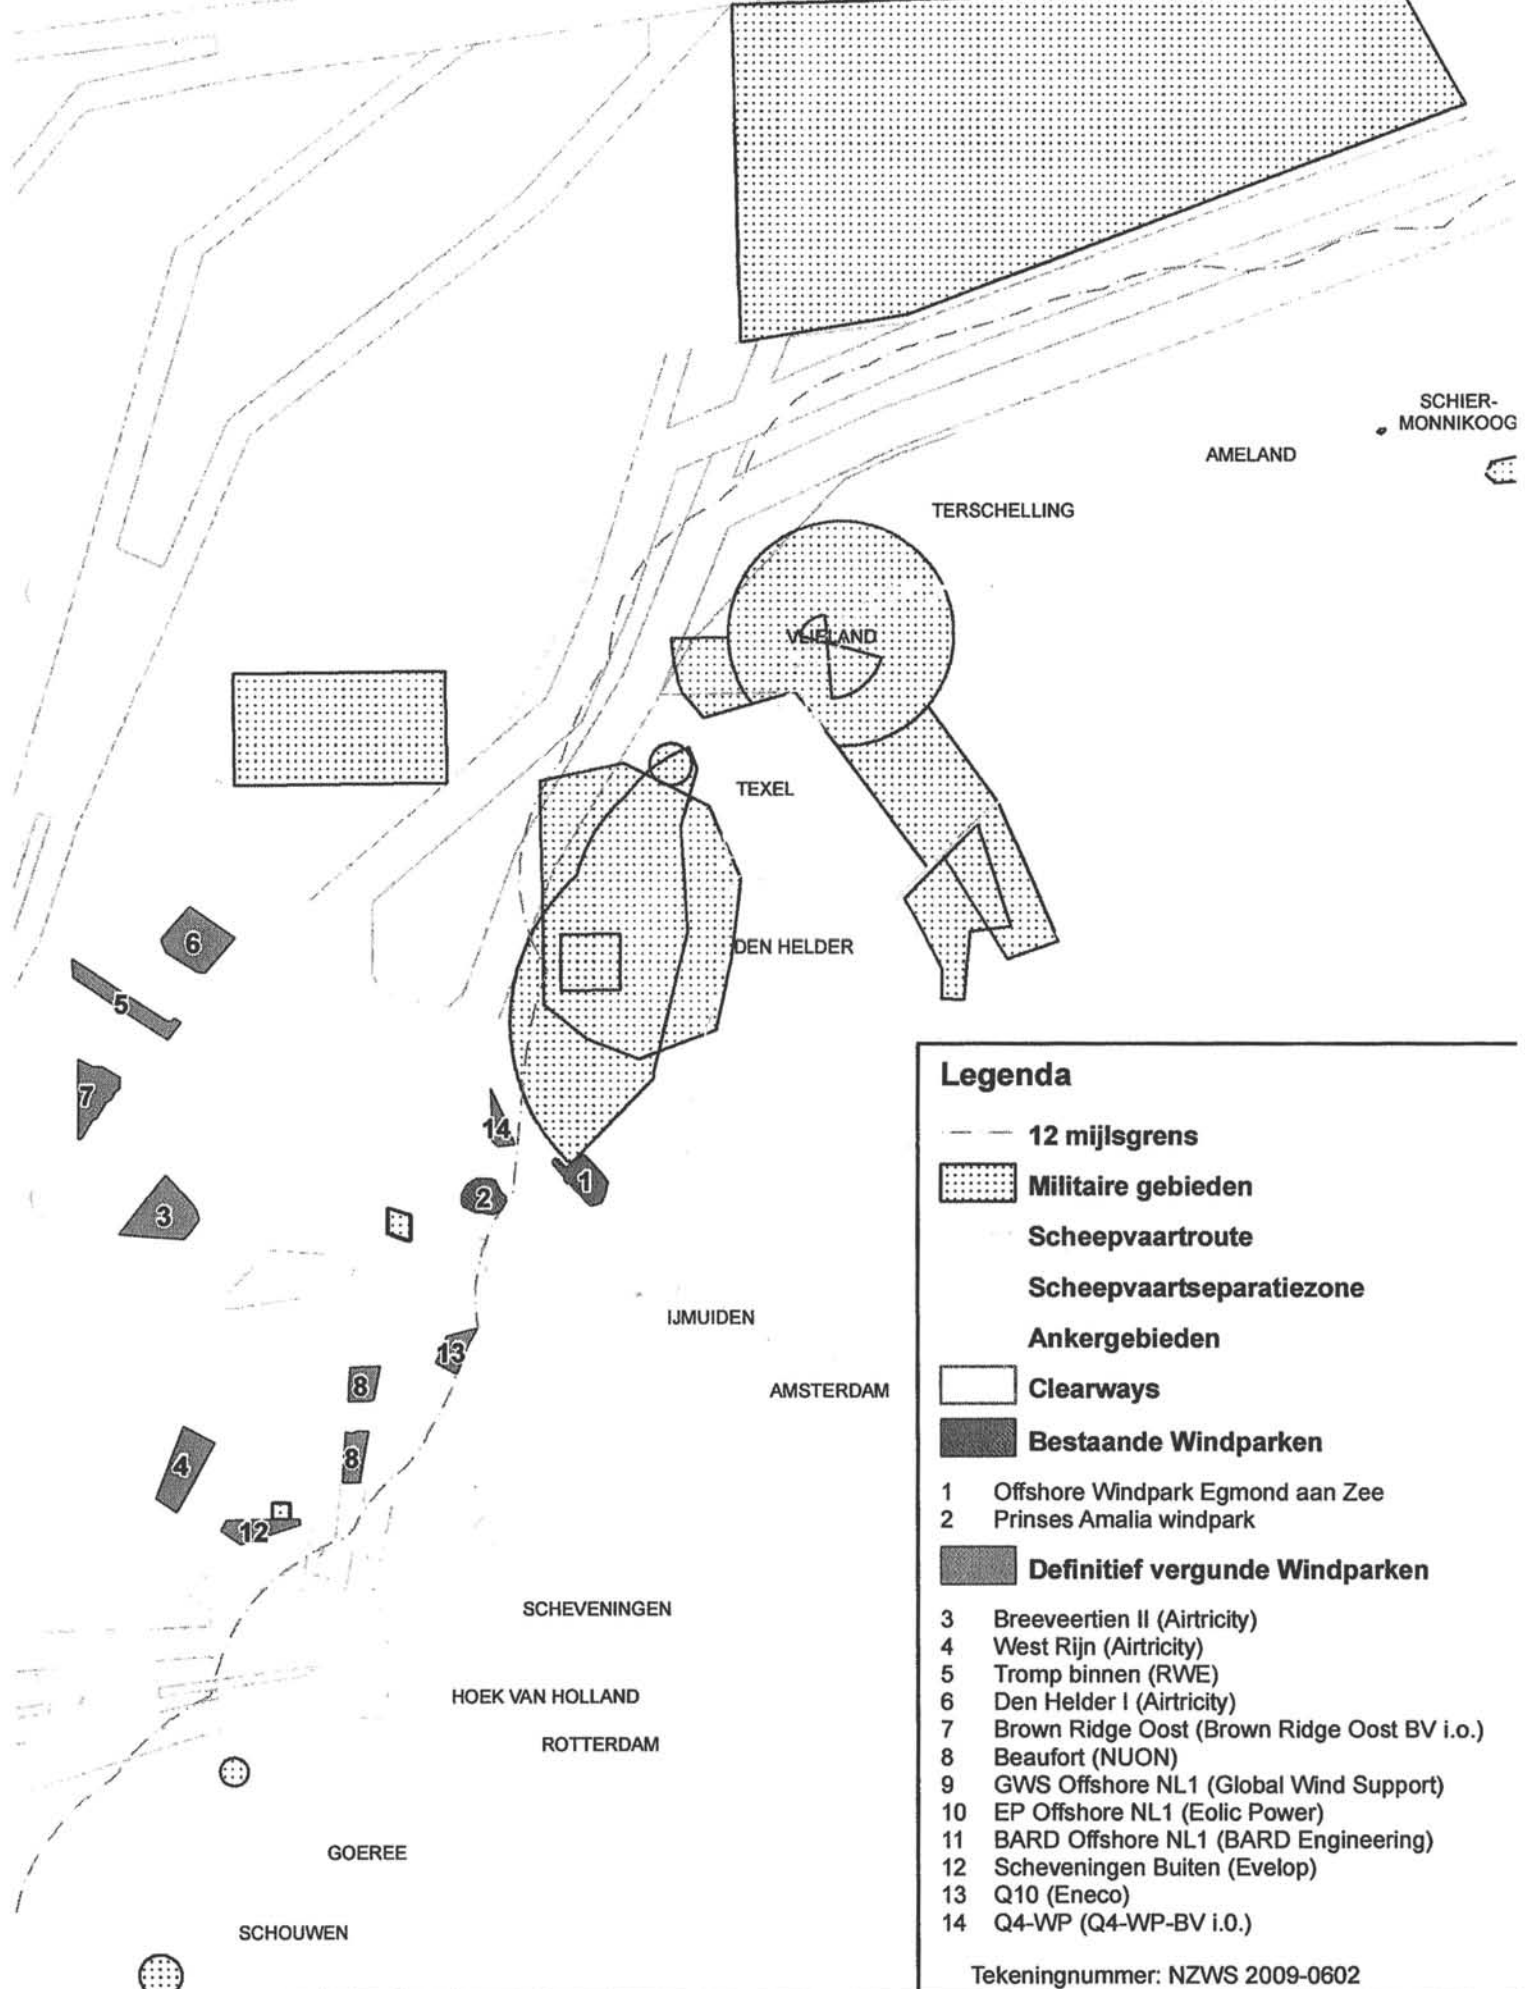 SCHIER-
MONNIKOOG
AMELAND
TERSCHELLING
VLIELAND
TEXEL
6
DEN HELDER
5
7
14
1
2
3
IJMUIDEN
13
8
AMSTERDAM
4
8
12
SCHEVENINGEN
HOEK VAN HOLLAND
ROTTERDAM
GOEREE
SCHOUWEN
Legenda
12 mijlsgrens
Militaire gebieden
Scheepvaartroute
Scheepvaartseparatiezone
Ankergebieden
Clearways
Bestaande Windparken
1 Offshore Windpark Egmond aan Zee
2 Prinses Amalia windpark
Definitief vergunde Windparken
3 Breeveertien II (Airtricity)
4 West Rijn (Airtricity)
5 Tromp binnen (RWE)
6 Den Helder I (Airtricity)
7 Brown Ridge Oost (Brown Ridge Oost BV i.o.)
8 Beaufort (NUON)
9 GWS Offshore NL1 (Global Wind Support)
10 EP Offshore NL1 (Eolic Power)
11 BARD Offshore NL1 (BARD Engineering)
12 Scheveningen Buiten (Evelop)
13 Q10 (Eneco)
14 Q4-WP (Q4-WP-BV i.0.)
Tekeningnummer: NZWS 2009-0602